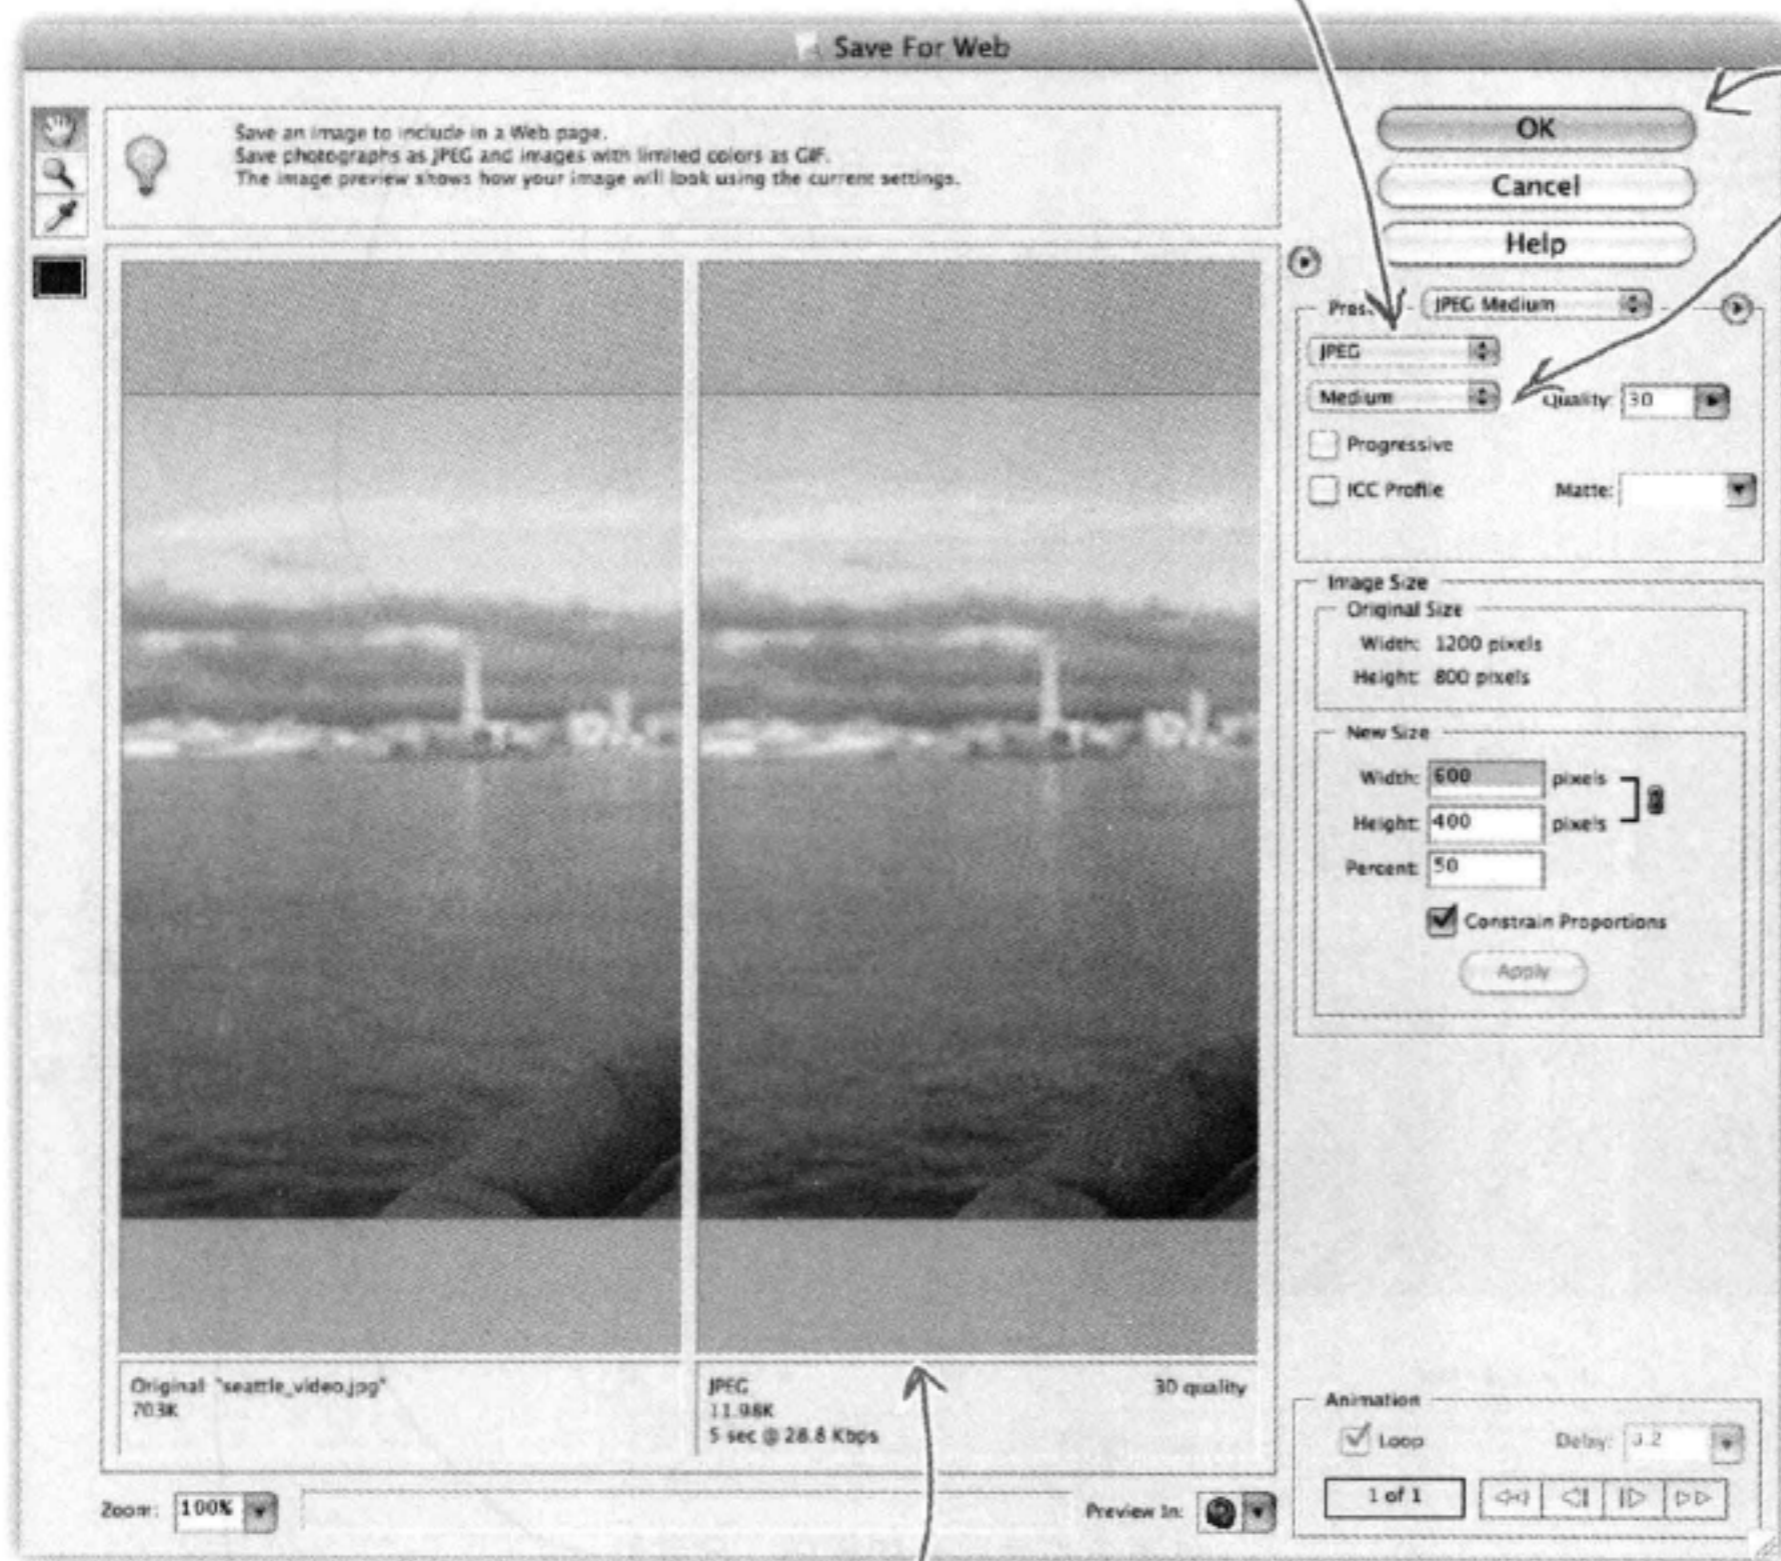 Save For Web
Save an image to include in a Web page.
Save photographs as JPEG and images with limited colors as GIF.
The image preview shows how your image will look using the current settings.
OK
Cancel
Help
JPEG Medium
JPEG
Medium
Quality: 30
Progressive
ICC Profile
Matte:
Image Size
Original Size
Width: 1200 pixels
Height: 800 pixels
New Size
Width: 600 pixels
Height: 400 pixels
Percent: 50
Constrain Proportions
Apply
Original: "seattle_video.jpg"
703K
JPEG
30 quality
11.98K
5 sec @ 28.8 Kbps
Animation
Loop
Delay:
1 of 1
Zoom: 100%
Preview In: